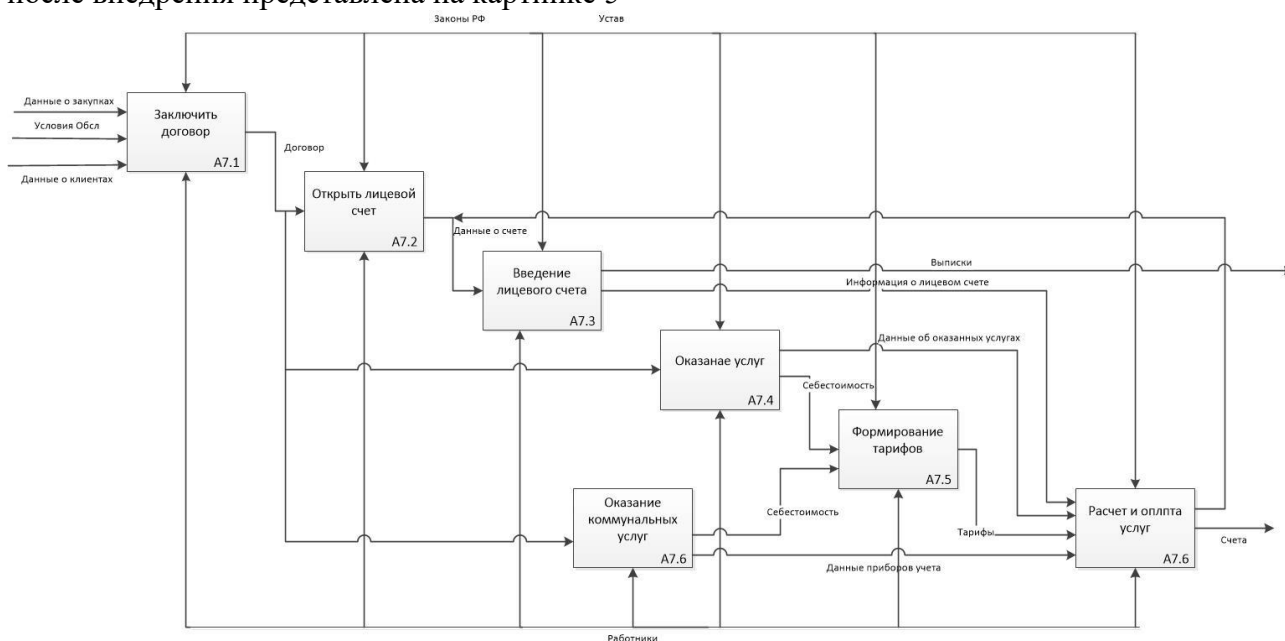 после внедрения представлена на картинке 5
Законы РФ
Устав
Данные о закупках
Условия Обсл
Данные о клиентах
Заключить
договор
A7.1
Договор
Открыть лицевой
счет
A7.2
Данные о счете
Введение
лицевого счета
A7.3
Выписки
Информация о лицевом счете
Оказанае услуг
A7.4
Данные об оказанных услугах
Себестоимость
Формирование
тарифов
A7.5
Оказание
коммунальных
услуг
A7.6
Себестоимость
Тарифы
Данные приборов учета
Расчет и оплпта
услуг
A7.6
Счета
Работники